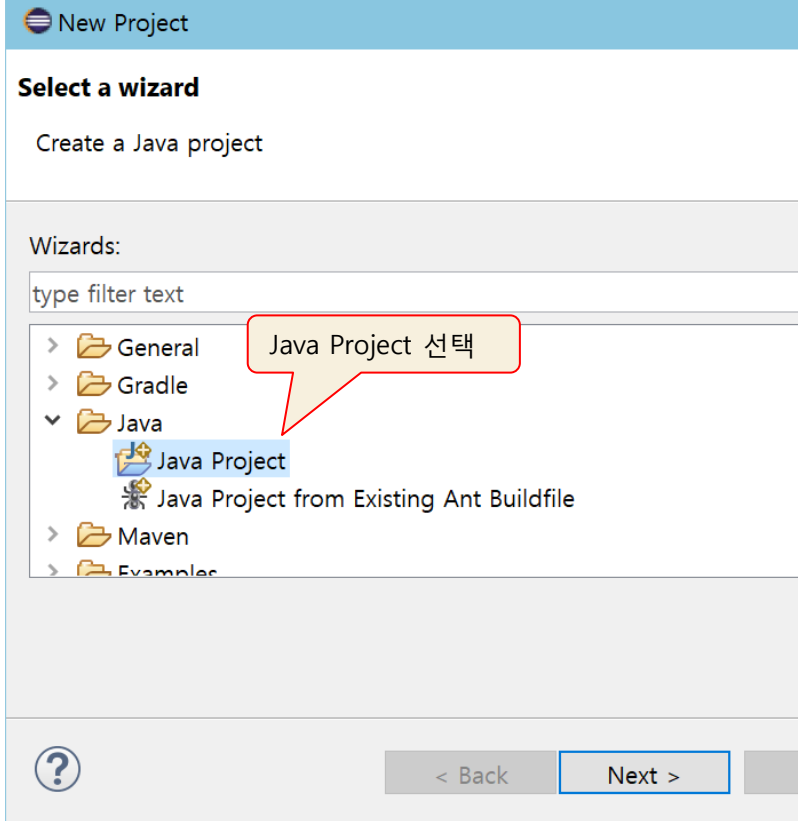 New Project
Select a wizard
Create a Java project
Wizards:
type filter text
General
Java Project 선택
Gradle
Java
Java Project
Java Project from Existing Ant Buildfile
Maven
Examples
?
< Back
Next >